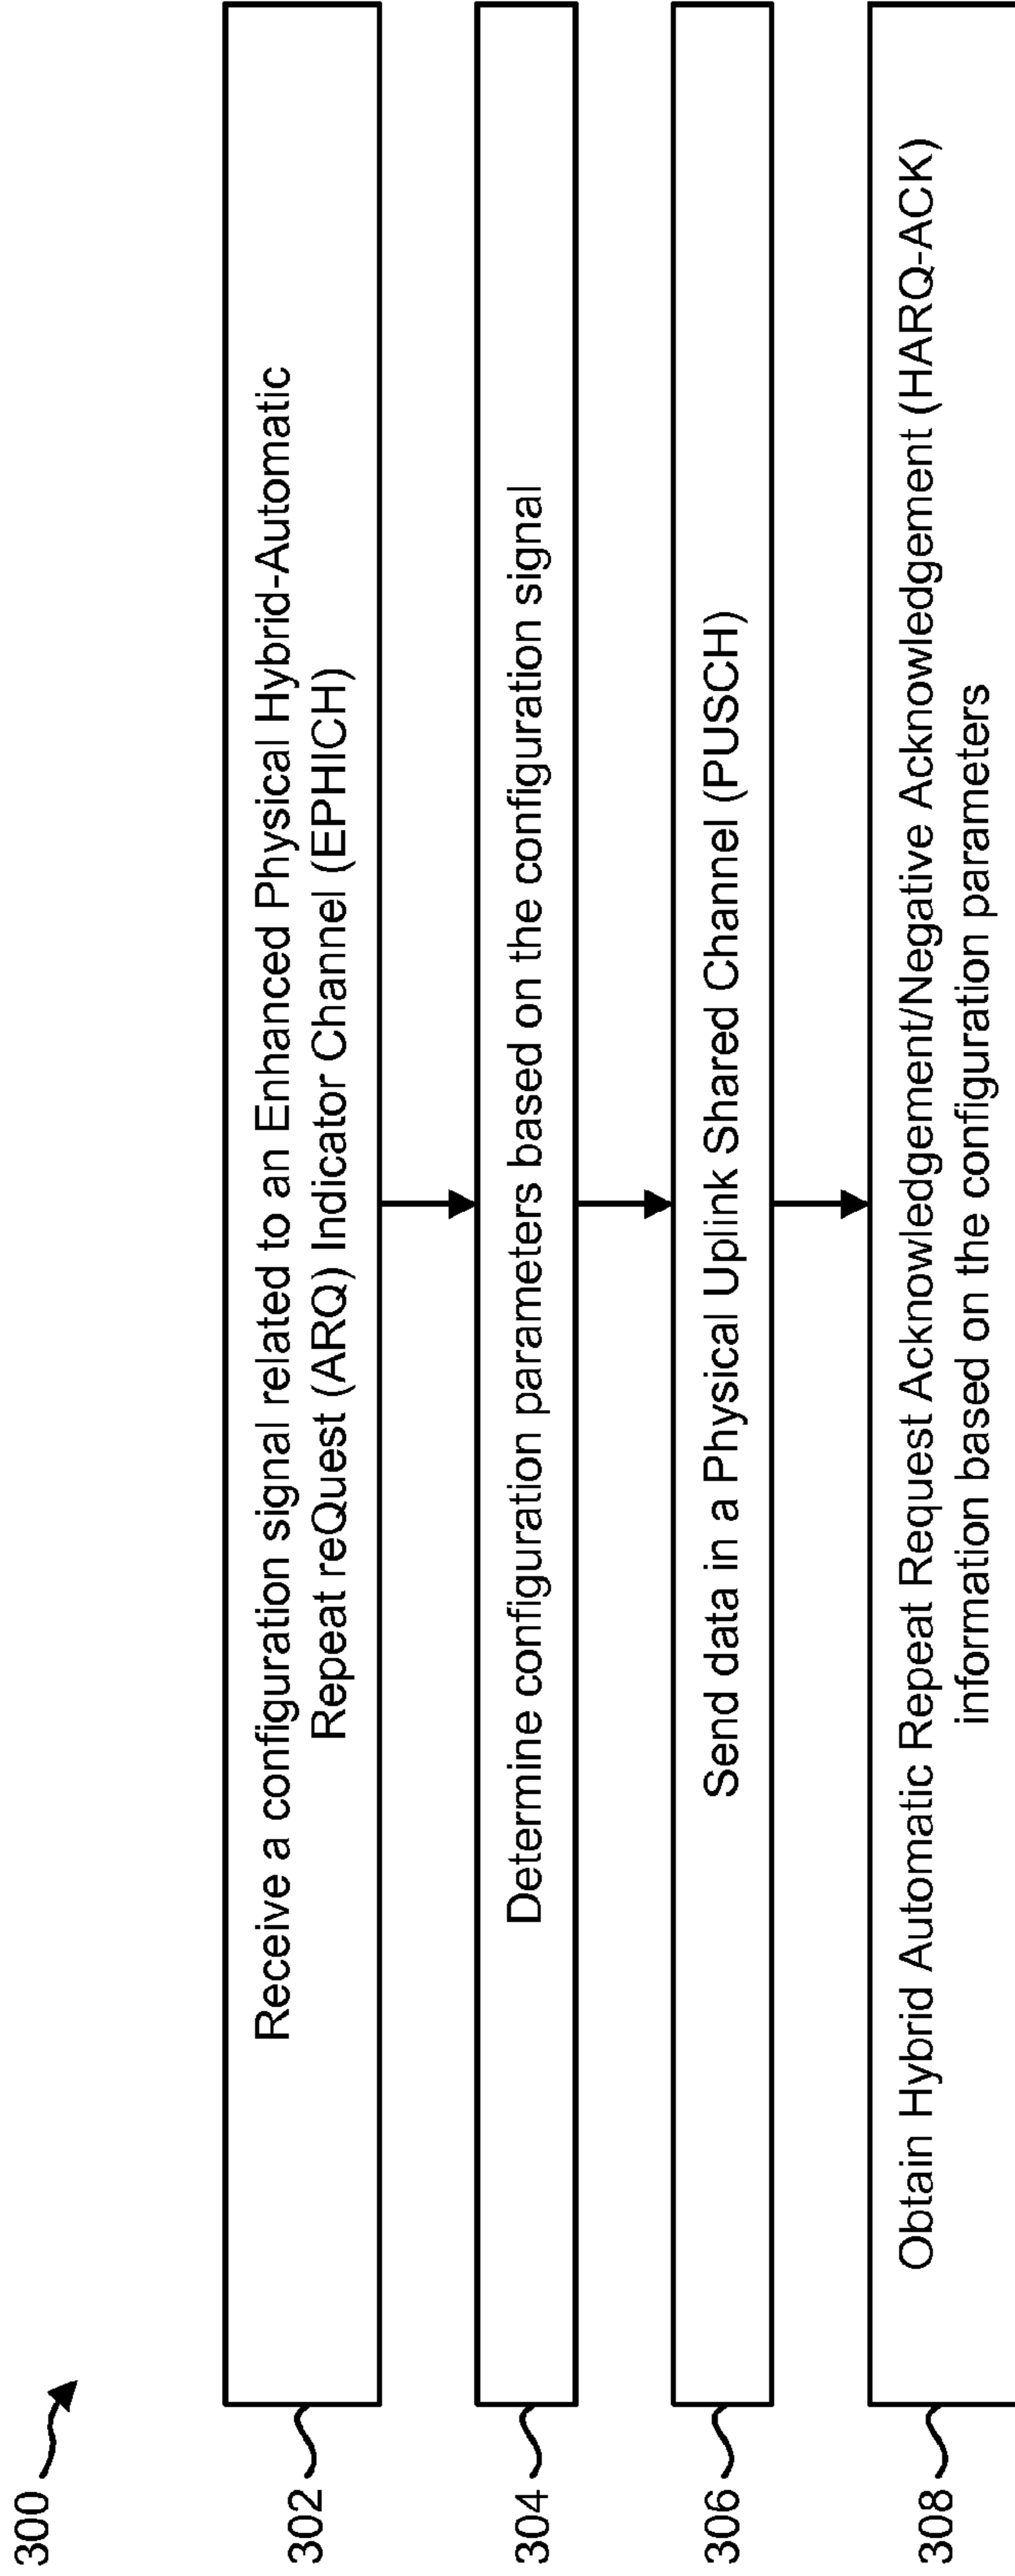 300
302
Receive a configuration signal related to an Enhanced Physical Hybrid-Automatic
Repeat reQuest (ARQ) Indicator Channel (EPHICH)
304
Determine configuration parameters based on the configuration signal
306
Send data in a Physical Uplink Shared Channel (PUSCH)
308
Obtain Hybrid Automatic Repeat Request Acknowledgement/Negative Acknowledgement (HARQ-ACK)
information based on the configuration parameters